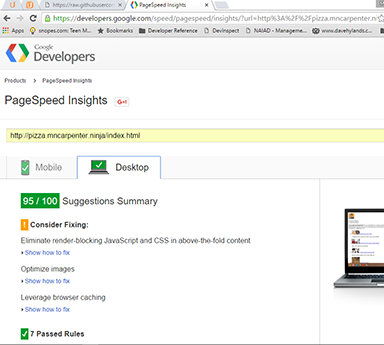 https://raw.githubusercon
PageSpeed Insights
https://developers.google.com/speed/pagespeed/insights/?url=http%3A%2F%2Fpizza.mncarpenter.ninja
Apps
snopes.com: Teen M
Bookmarks
Developer Reference
DevInspect
NAIAD - Manageme
www.davehylands.c
Google
Developers
Products > PageSpeed Insights
PageSpeed Insights
G+1
http://pizza.mncarpenter.ninja/index.html
Mobile
Desktop
95 / 100 Suggestions Summary
! Consider Fixing:
Eliminate render-blocking JavaScript and CSS in above-the-fold content
Show how to fix
Optimize images
Show how to fix
Leverage browser caching
Show how to fix
7 Passed Rules